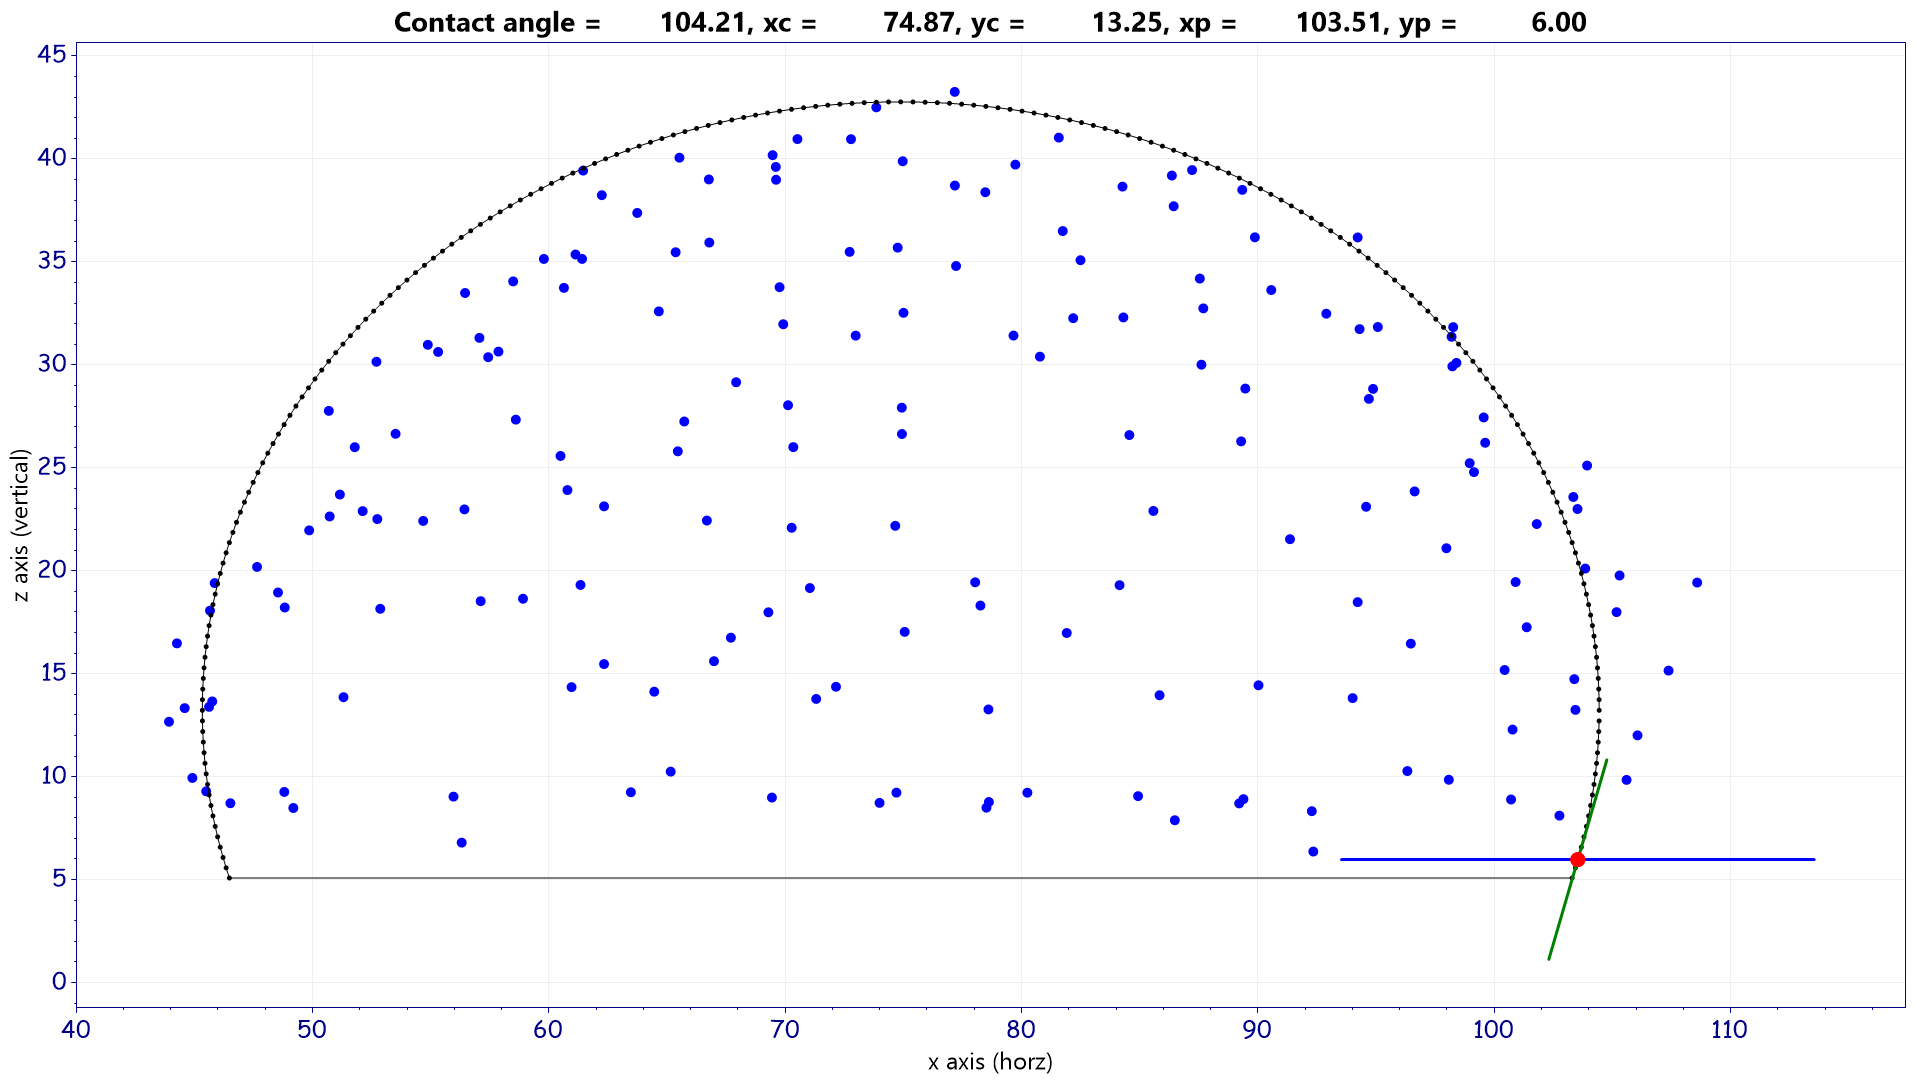 Contact angle = 104.21, xc = 74.87, yc = 13.25, xp = 103.51, yp = 6.00
45
40
35
30
25
20
15
10
5
0
z axis (vertical)
40 50 60 70 80 90 100 110
x axis (horz)